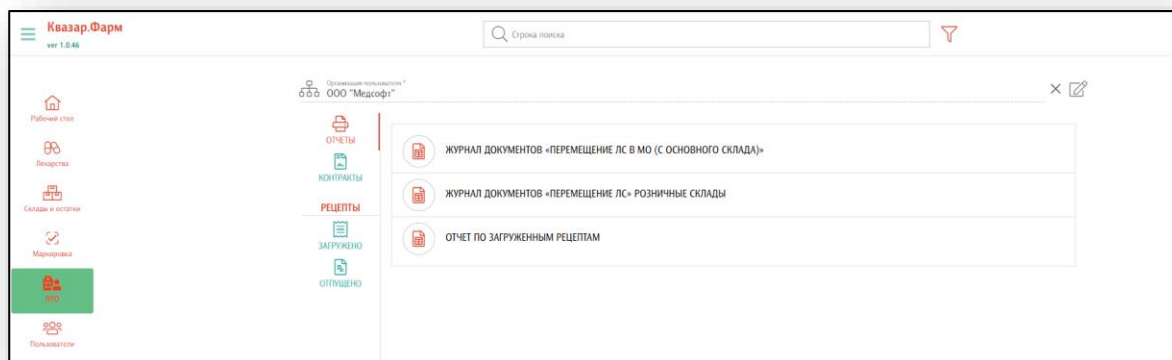 Квазар.Фарм
ver 1.0.46
Строка поиска
Организация пользователя *
ООО "Медсофт"
Рабочий стол
Лекарства
Склады и остатки
Маркировка
ЛЛО
Пользователи
ОТЧЕТЫ
КОНТРАКТЫ
РЕЦЕПТЫ
ЗАГРУЖЕНО
ОТПУЩЕНО
ЖУРНАЛ ДОКУМЕНТОВ «ПЕРЕМЕЩЕНИЕ ЛС В МО (С ОСНОВНОГО СКЛАДА)»
ЖУРНАЛ ДОКУМЕНТОВ «ПЕРЕМЕЩЕНИЕ ЛС» РОЗНИЧНЫЕ СКЛАДЫ
ОТЧЕТ ПО ЗАГРУЖЕННЫМ РЕЦЕПТАМ